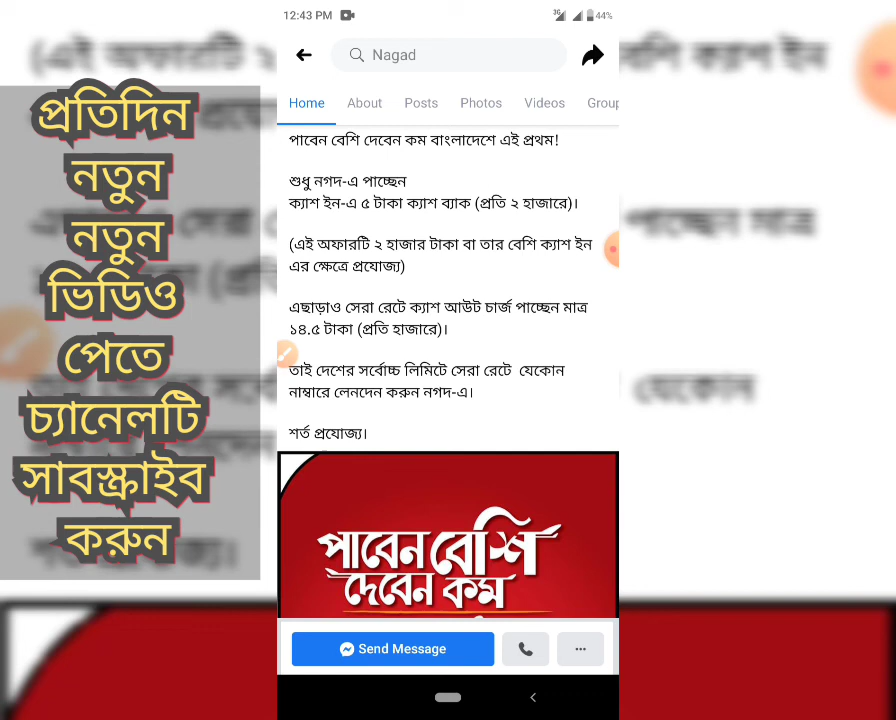 প্রতিদিন
নতুন
নতুন
ভিডিও
পেতে
চ্যানেলটি
সাবস্ক্রাইব
করুন
12:43 PM
3G
44%
Nagad
Home About Posts Photos Videos Group
পাবেন বেশি দেবেন কম বাংলাদেশে এই প্রথম!
শুধু নগদ-এ পাচ্ছেন
ক্যাশ ইন-এ ৫ টাকা ক্যাশ ব্যাক (প্রতি ২ হাজারে)।
(এই অফারটি ২ হাজার টাকা বা তার বেশি ক্যাশ ইন
এর ক্ষেত্রে প্রযোজ্য)
এছাড়াও সেরা রেটে ক্যাশ আউট চার্জ পাচ্ছেন মাত্র
১৪.৫ টাকা (প্রতি হাজারে)।
তাই দেশের সর্বোচ্চ লিমিটে সেরা রেটে যেকোন
নাম্বারে লেনদেন করুন নগদ-এ।
শর্ত প্রযোজ্য।
পাবেন বেশি
দেবেন কম
Send Message